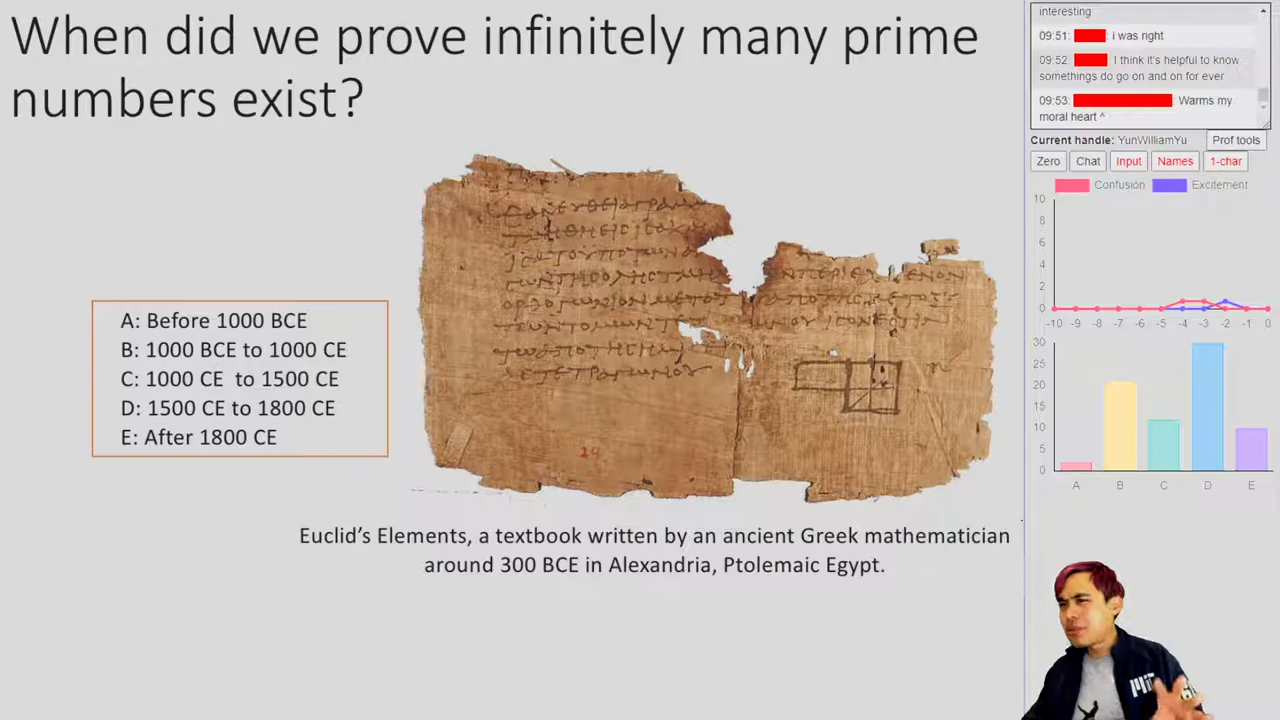 When did we prove infinitely many prime
numbers exist?
A: Before 1000 BCE
B: 1000 BCE to 1000 CE
C: 1000 CE to 1500 CE
D: 1500 CE to 1800 CE
E: After 1800 CE
19
Euclid’s Elements, a textbook written by an ancient Greek mathematician
around 300 BCE in Alexandria, Ptolemaic Egypt.
interesting
09:51: : i was right
09:52: : I think it's helpful to know
somethings do go on and on for ever
09:53: : Warms my
moral heart ^
Current handle: YunWilliamYu
Prof tools
Zero Chat Input Names 1-char
Confusion Excitement
10
8
6
4
2
0
-10 -9 -8 -7 -6 -5 -4 -3 -2 -1 0
30
25
20
15
10
5
0
A B C D E
MIT